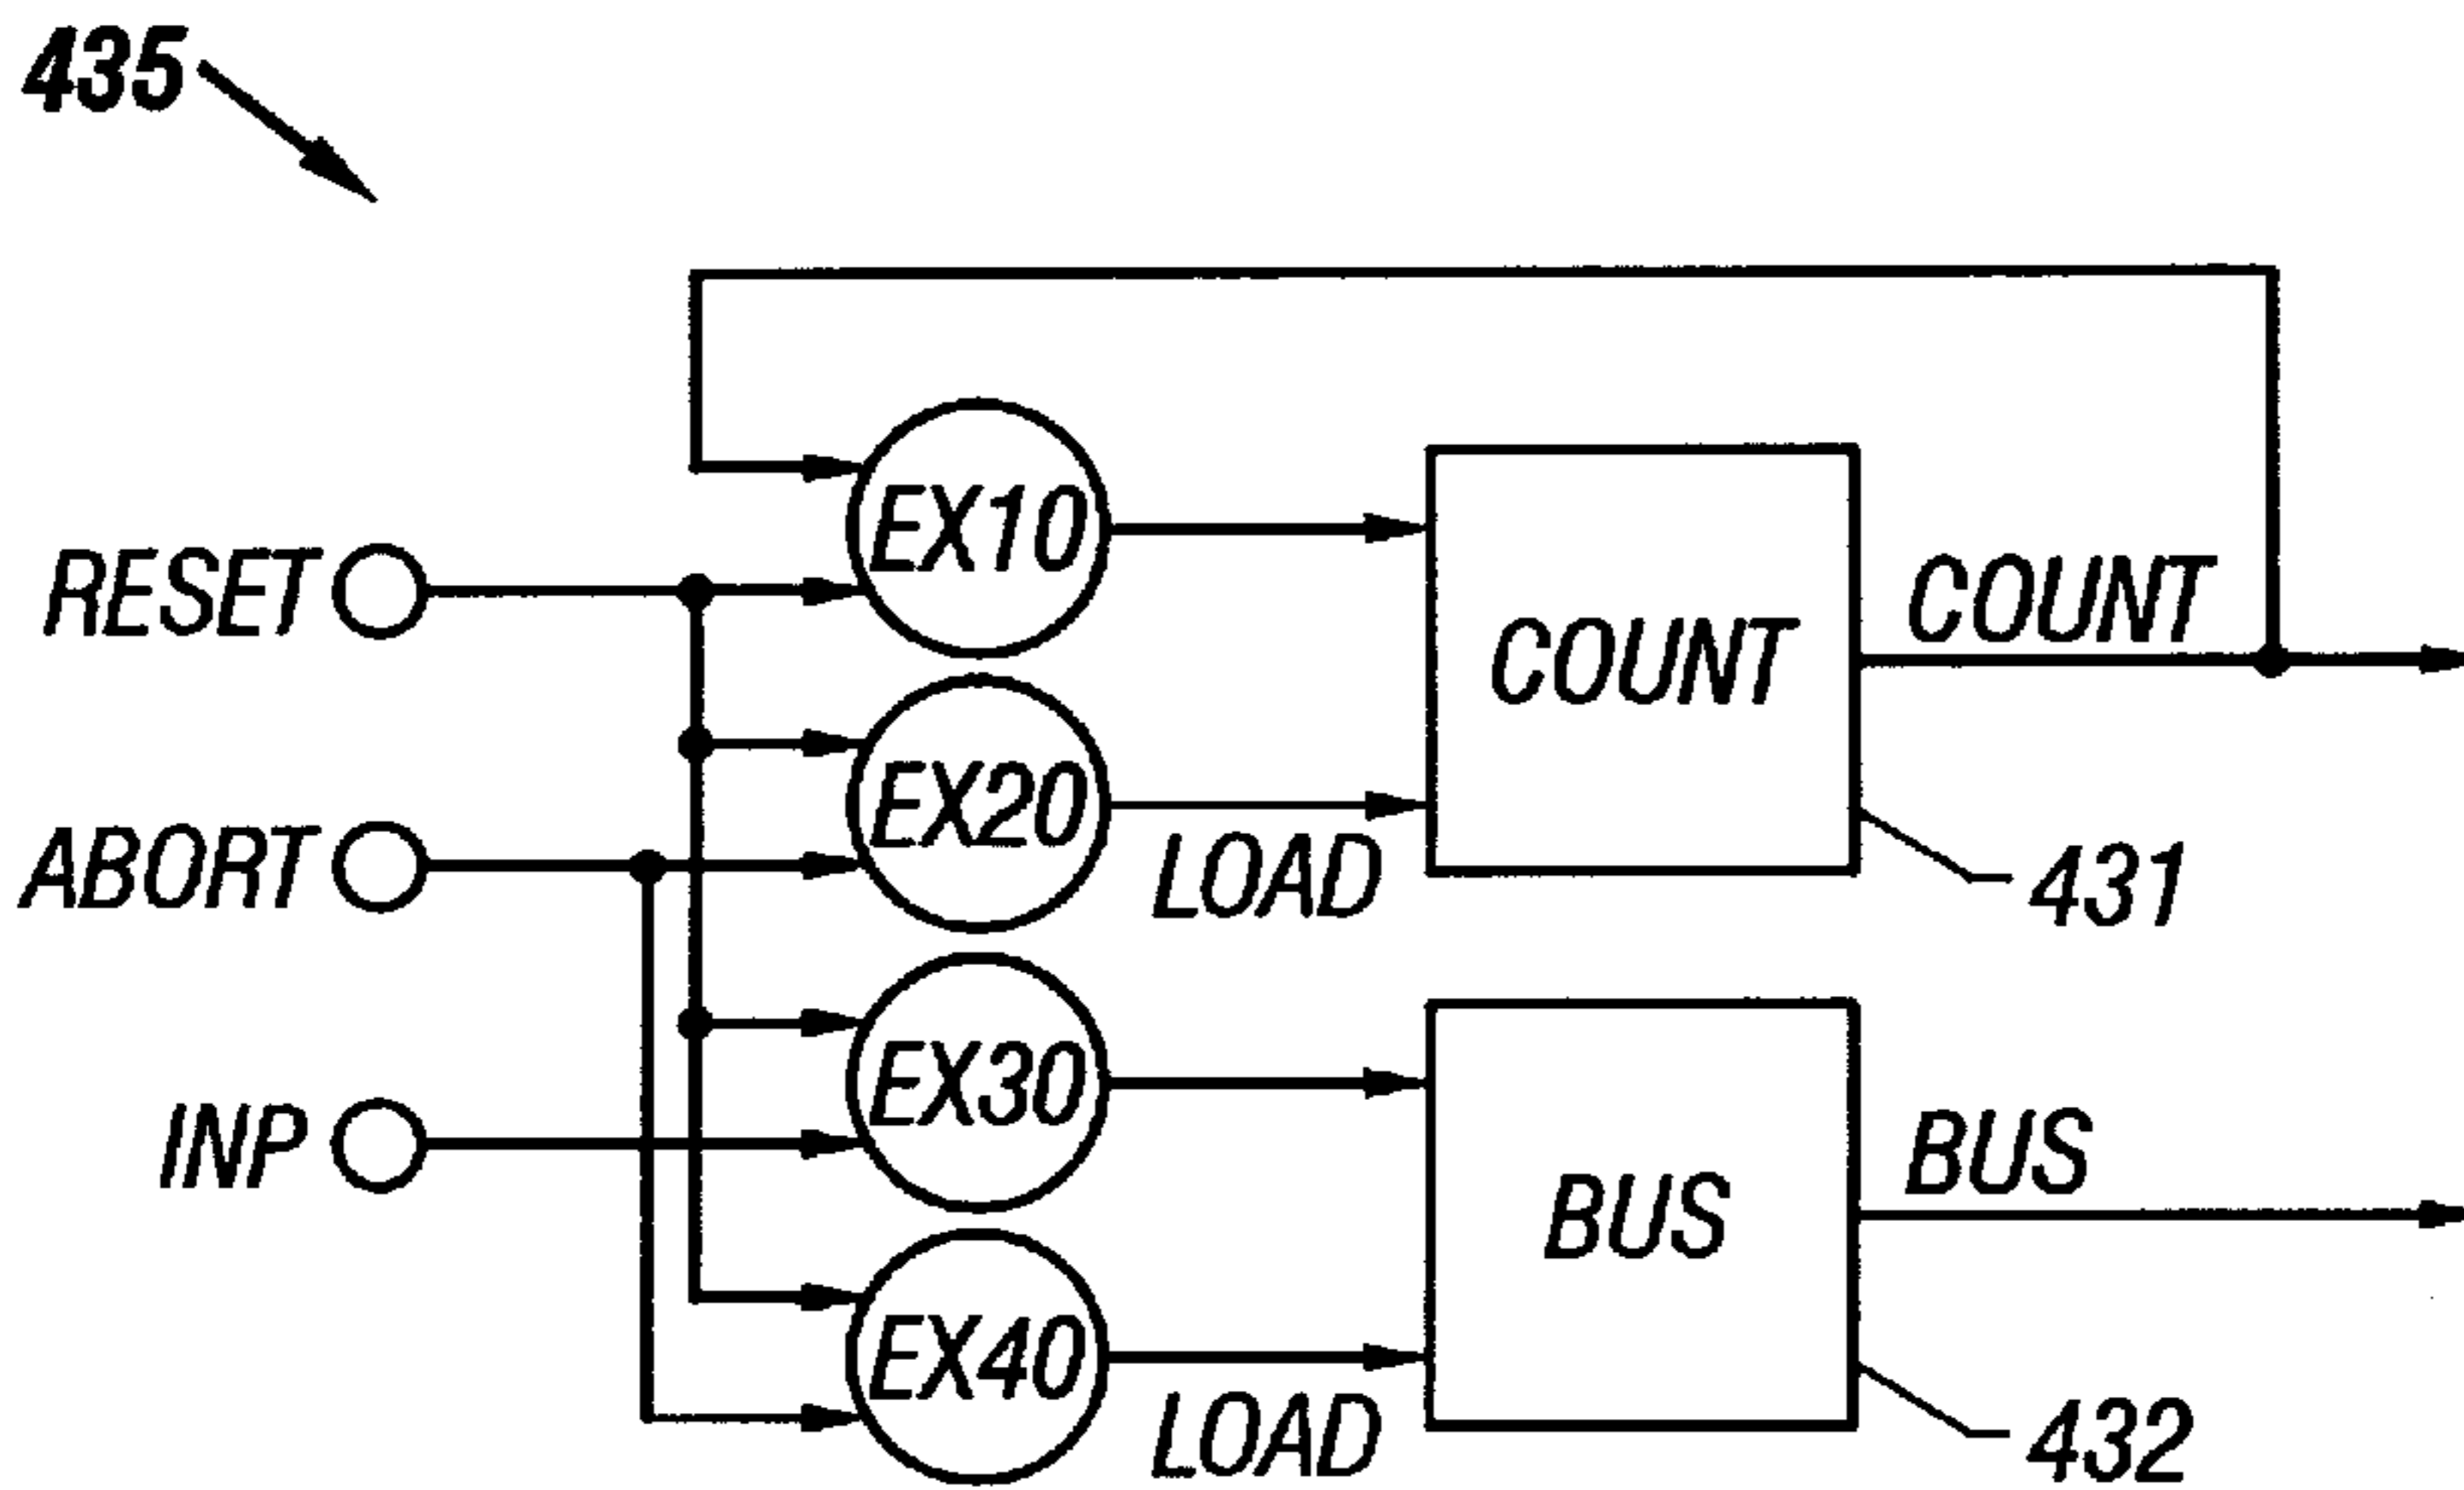 435
EX10
RESET
COUNT
COUNT
EX20
ABORT
LOAD
431
EX30
INP
BUS
BUS
EX40
LOAD
432